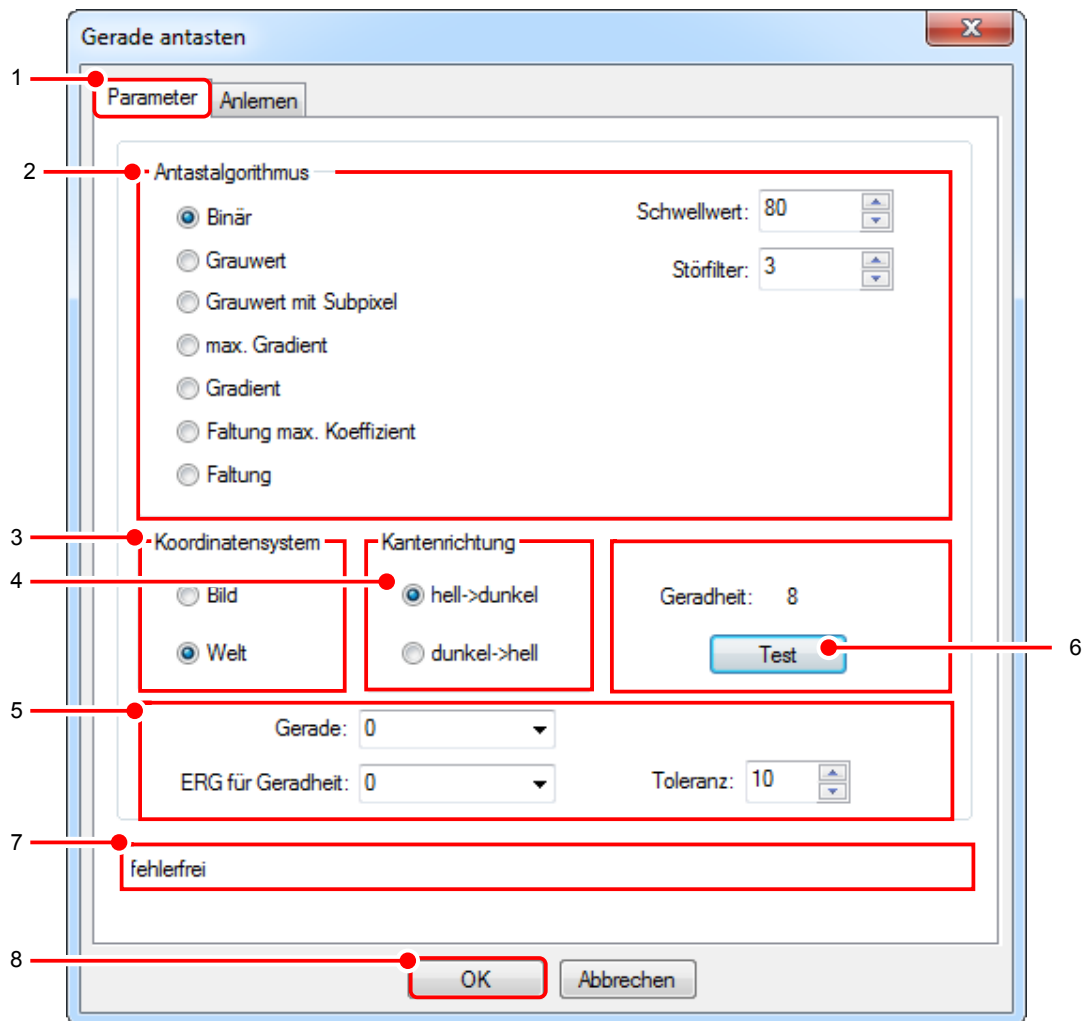 Gerade antasten
1
Parameter Anlernen
2 Antastalgorithmus
Binär Schwellwert: 80
Grauwert Störfilter: 3
Grauwert mit Subpixel
max. Gradient
Gradient
Faltung max. Koeffizient
Faltung
3 Koordinatensystem Kantenrichtung
4 Bild hell->dunkel Geradheit: 8
Welt dunkel->hell Test 6
5 Gerade: 0
ERG für Geradheit: 0 Toleranz: 10
7
fehlerfrei
8 OK Abbrechen